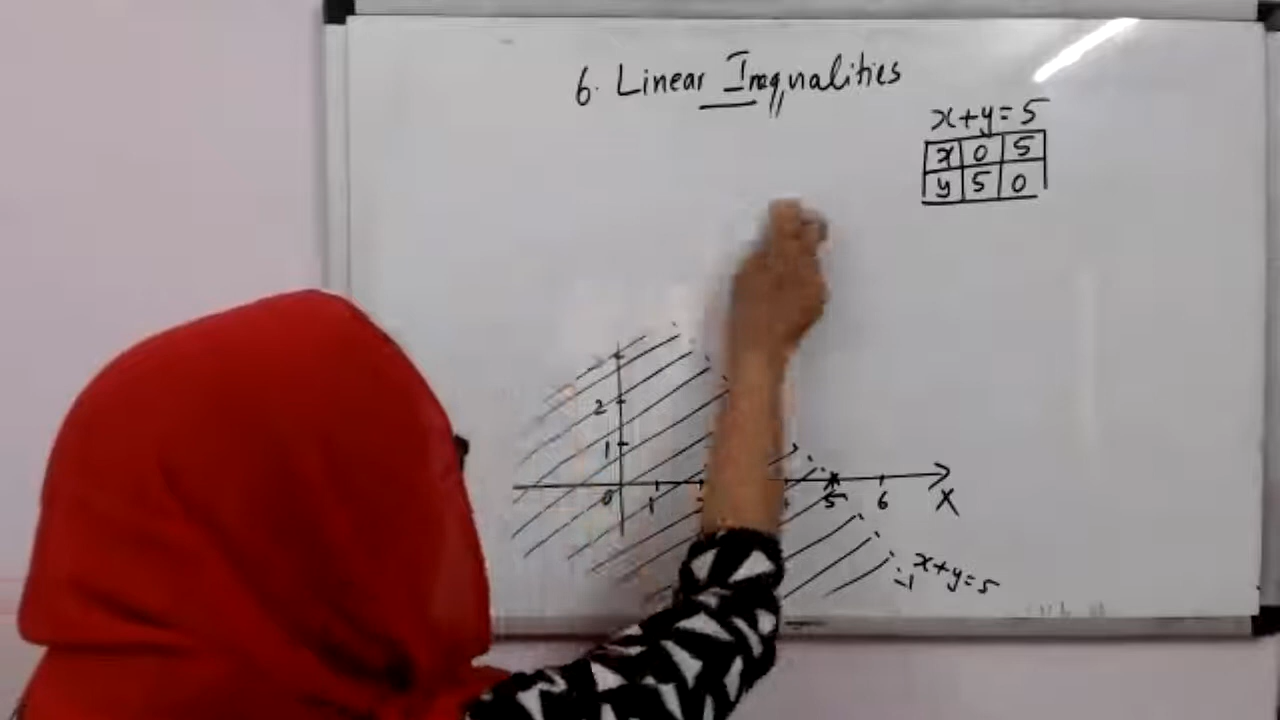 6. Linear Inequalities
x+y=5
x 0 5
y 5 0
2
1
0 1 5 6 X
x+y=5